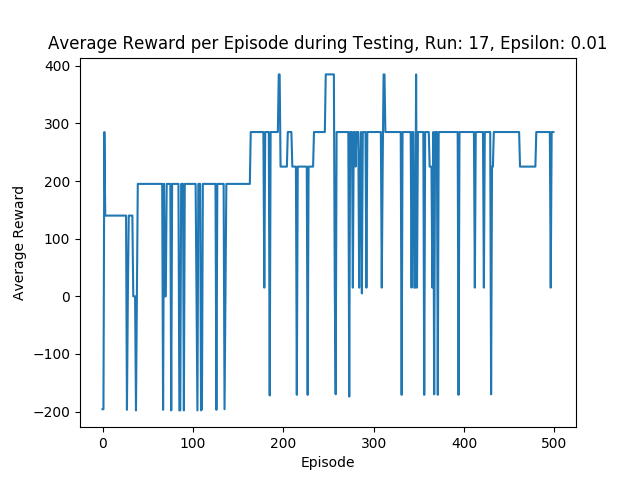 Average Reward per Episode during Testing, Run: 17, Epsilon: 0.01
400
300
200
100
0
−100
−200
Average Reward
0 100 200 300 400 500
Episode